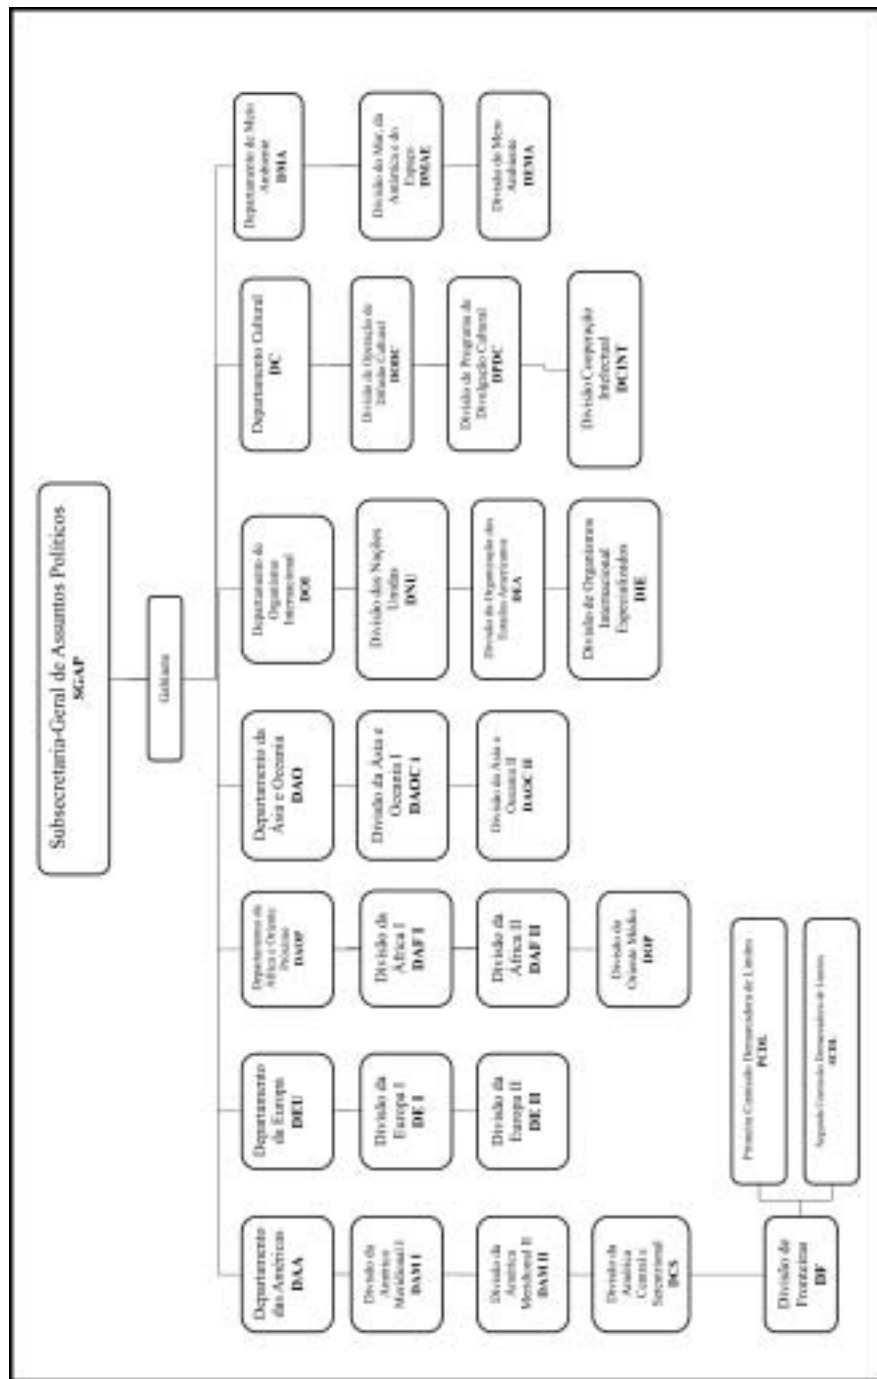 Subsecretaria-Geral de Assuntos Políticos
SGAP
Gabinete
Departamento
das Américas
DAA
Divisão da
América
Meridional I
DAM I
Divisão da
América
Meridional II
DAM II
Divisão da
América
Central e
Setentrional
DCS
Divisão de
Fronteiras
DF
Primeira Comissão Demarcadora de Limites
PCDL
Segunda Comissão Demarcadora de Limites
SCDL
Departamento
da Europa
DEU
Divisão da
Europa I
DE I
Divisão da
Europa II
DE II
Departamento da
África e Oriente
Próximo
DAOP
Divisão da
África I
DAF I
Divisão da
África II
DAF II
Divisão do
Oriente Médio
DOP
Departamento da
Ásia e Oceania
DAO
Divisão da Ásia e
Oceania I
DAOC I
Divisão da Ásia e
Oceania II
DAOC II
Departamento de
Organismo
Internacional
DOI
Divisão das Nações
Unidas
DNU
Divisão da Organização dos
Estados Americanos
DEA
Divisão de Organismos
Internacional
Especializados
DIE
Departamento Cultural
DC
Divisão de Operação de
Difusão Cultural
DODC
Divisão de Programa de
Divulgação Cultural
DPDC
Divisão Cooperação
Intelectual
DCINT
Departamento de Meio
Ambiente
DMA
Divisão do Mar, da
Antártica e do
Espaço
DMAE
Divisão do Meio
Ambiente
DEMA